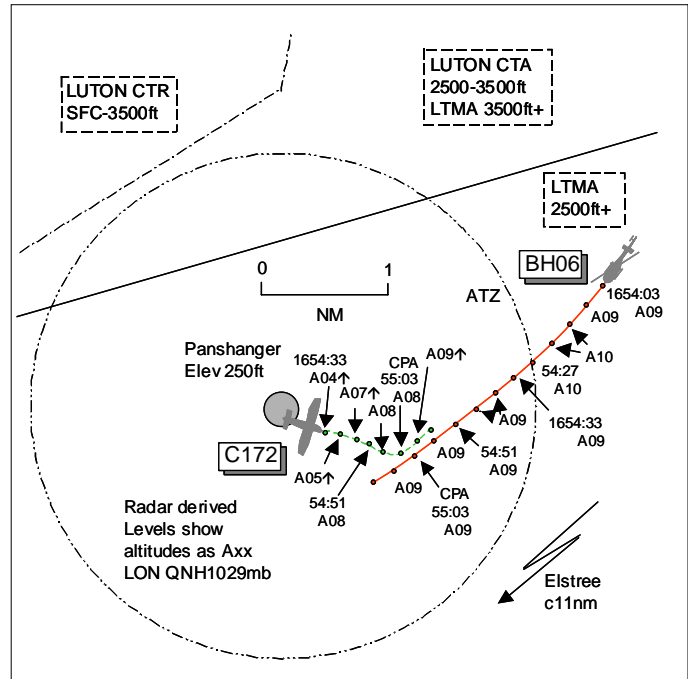 LUTON CTR
SFC-3500ft
LUTON CTA
2500-3500ft
LTMA 3500ft+
LTMA
2500ft+
BH06
0 1
NM
ATZ
1654:03
A09
A09
A10
54:27
A10
Panshanger
Elev 250ft
1654:33
A04↑
A07↑
A08
CPA
55:03
A08
A09↑
A09
1654:33
A09
C172
A05↑
54:51
A08
A09
54:51
A09
A09
CPA
55:03
A09
Radar derived
Levels show
altitudes as Axx
LON QNH1029mb
Elstree
c11nm